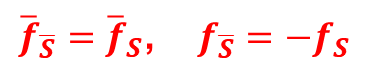 f̄_S̄ = f̄_S, f_S̄ = −f_S